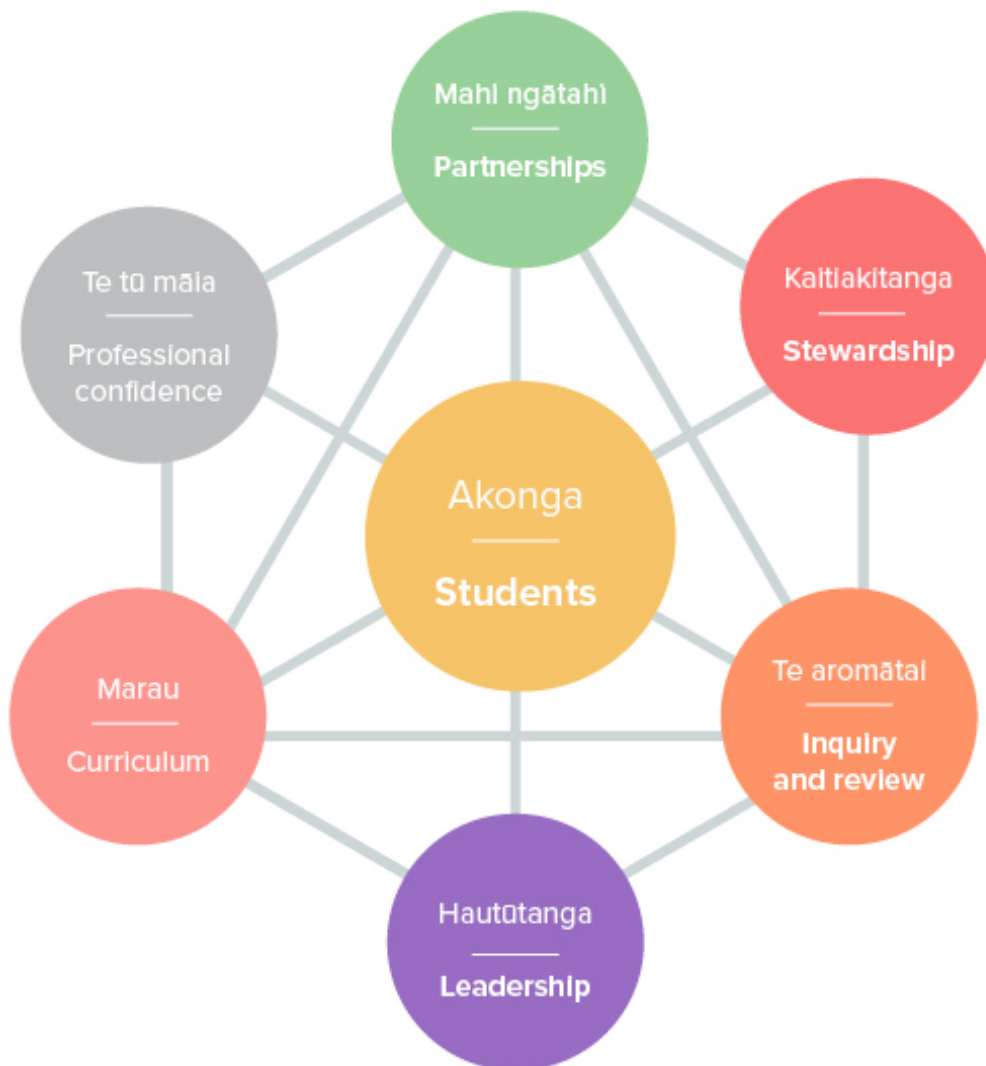 Mahi ngātahi
Partnerships
Te tū māia
Professional
confidence
Kaitiakitanga
Stewardship
Akonga
Students
Marau
Curriculum
Te aromātai
Inquiry
and review
Hautūtanga
Leadership